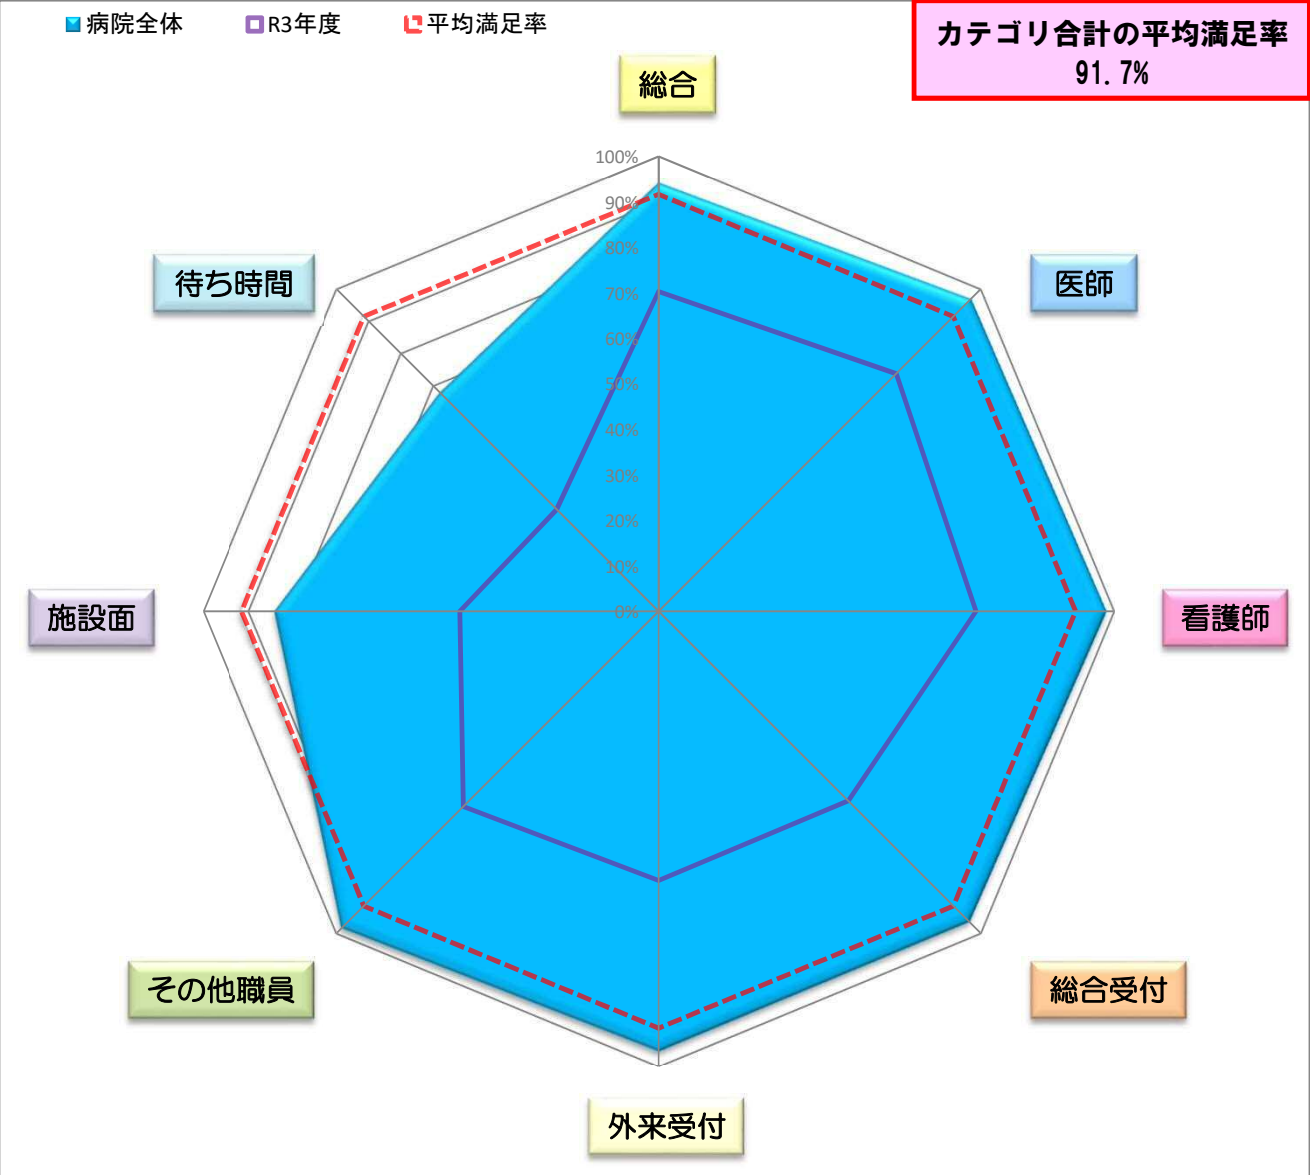 病院全体 R3年度 平均満足率
カテゴリ合計の平均満足率
91.7%
総合
100%
90%
80%
70%
60%
50%
40%
30%
20%
10%
0%
待ち時間
医師
施設面
看護師
その他職員
総合受付
外来受付